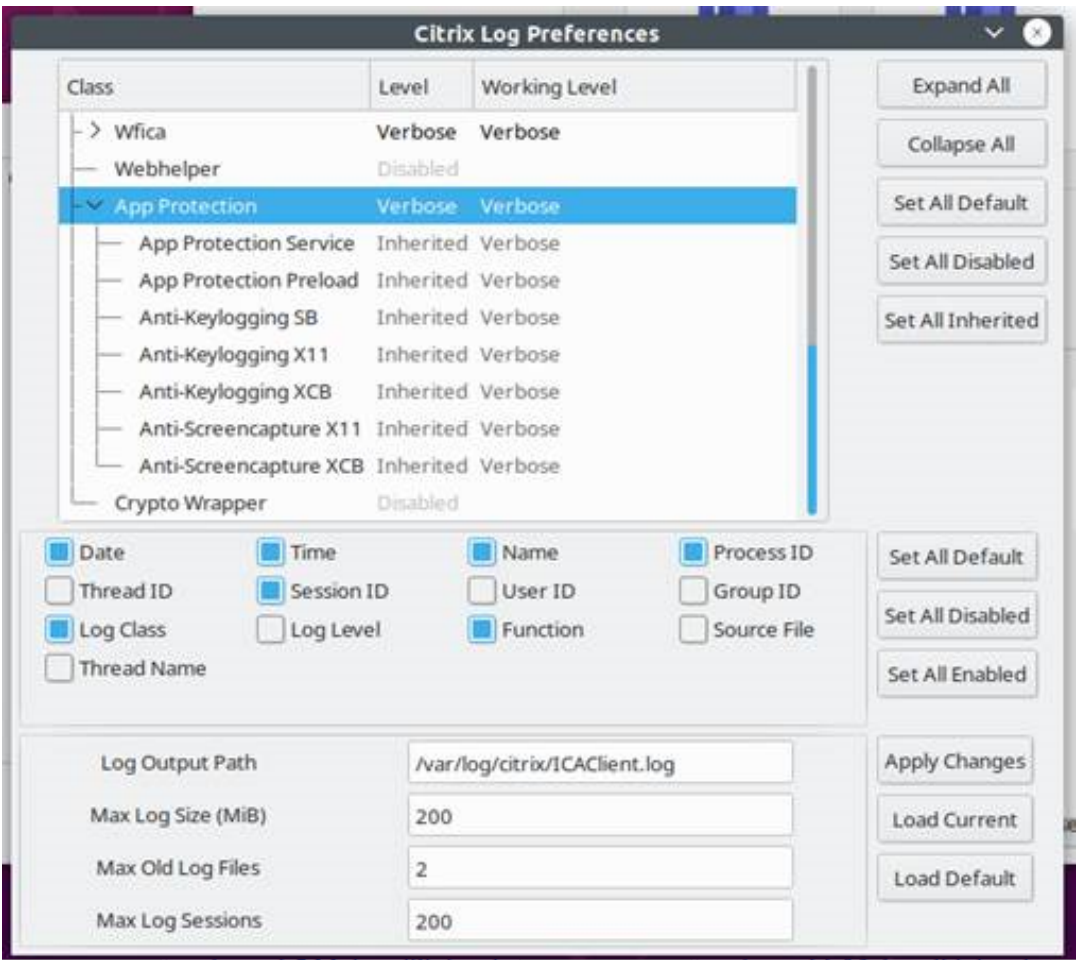 Citrix Log Preferences
Class Level Working Level
Wfica Verbose Verbose
Webhelper Disabled
App Protection Verbose Verbose
App Protection Service Inherited Verbose
App Protection Preload Inherited Verbose
Anti-Keylogging SB Inherited Verbose
Anti-Keylogging X11 Inherited Verbose
Anti-Keylogging XCB Inherited Verbose
Anti-Screencapture X11 Inherited Verbose
Anti-Screencapture XCB Inherited Verbose
Crypto Wrapper Disabled
Expand All
Collapse All
Set All Default
Set All Disabled
Set All Inherited
Date Time Name Process ID
Thread ID Session ID User ID Group ID
Log Class Log Level Function Source File
Thread Name
Set All Default
Set All Disabled
Set All Enabled
Log Output Path /var/log/citrix/ICAClient.log
Max Log Size (MiB) 200
Max Old Log Files 2
Max Log Sessions 200
Apply Changes
Load Current
Load Default